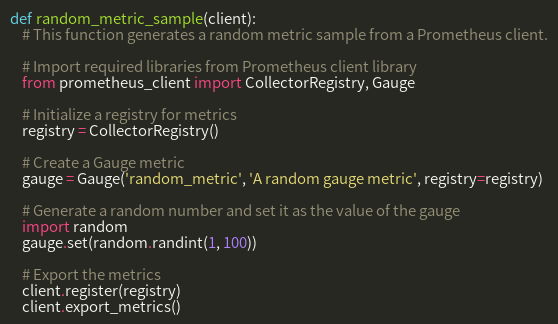 def random_metric_sample(client):
# This function generates a random metric sample from a Prometheus client.
# Import required libraries from Prometheus client library
from prometheus_client import CollectorRegistry, Gauge
# Initialize a registry for metrics
registry = CollectorRegistry()
# Create a Gauge metric
gauge = Gauge('random_metric', 'A random gauge metric', registry=registry)
# Generate a random number and set it as the value of the gauge
import random
gauge.set(random.randint(1, 100))
# Export the metrics
client.register(registry)
client.export_metrics()